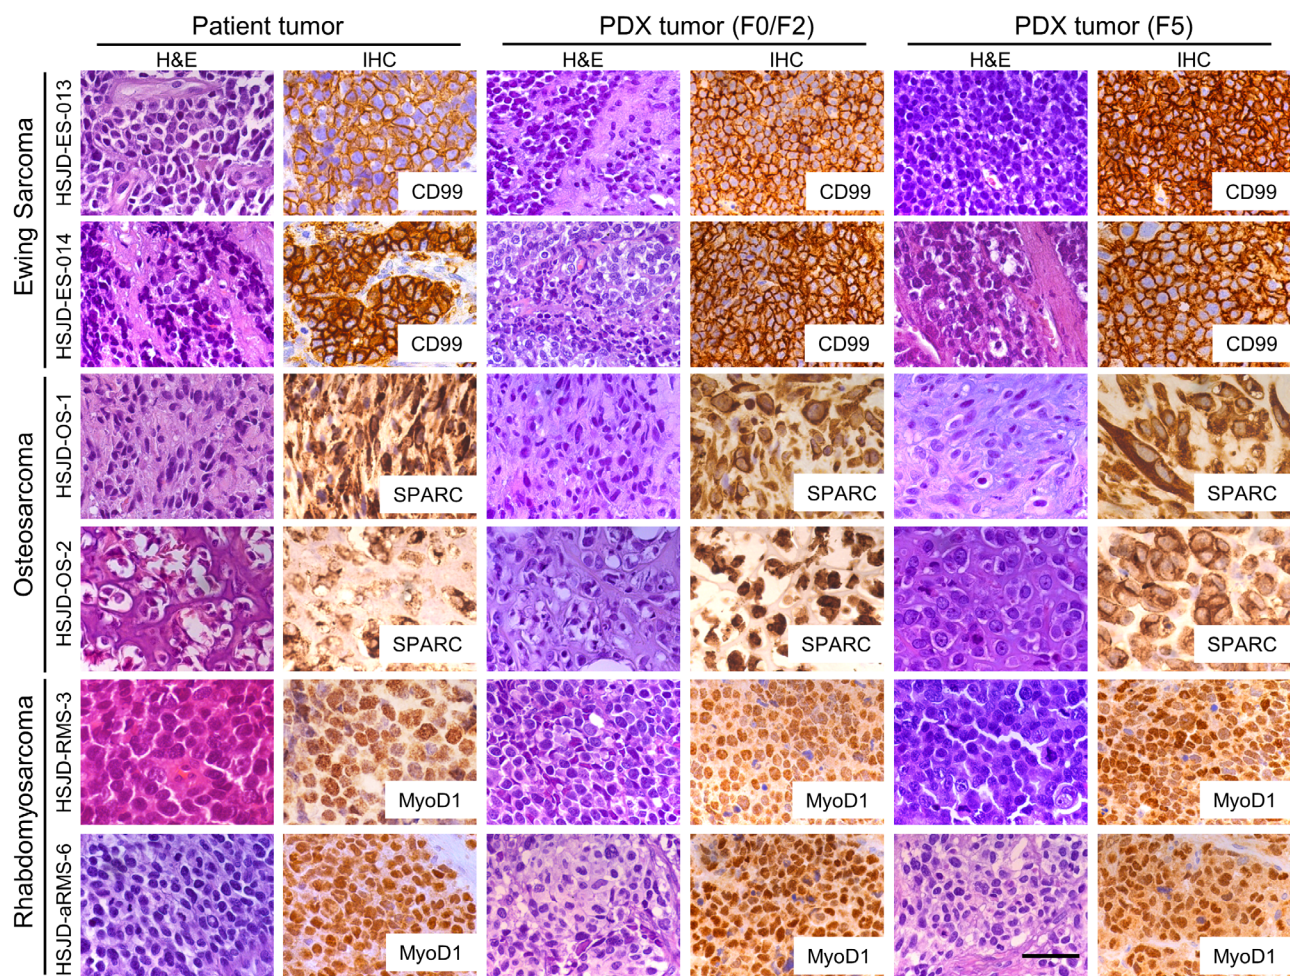 Patient tumor
PDX tumor (F0/F2)
PDX tumor (F5)
H&E
IHC
H&E
IHC
H&E
IHC
Ewing Sarcoma
HSJD-ES-013
CD99
CD99
CD99
HSJD-ES-014
CD99
CD99
CD99
Osteosarcoma
HSJD-OS-1
SPARC
SPARC
SPARC
HSJD-OS-2
SPARC
SPARC
SPARC
Rhabdomyosarcoma
HSJD-RMS-3
MyoD1
MyoD1
MyoD1
HSJD-aRMS-6
MyoD1
MyoD1
MyoD1